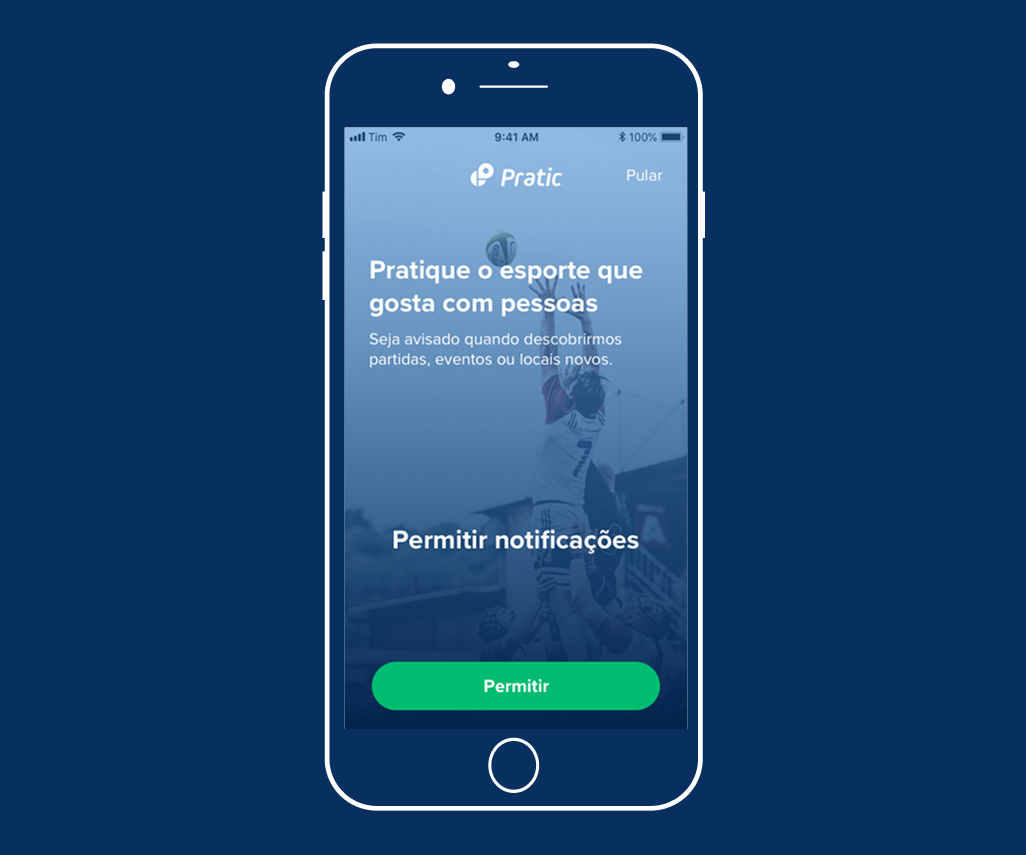 Tim 9:41 AM 100%
Pratic Pular
Pratique o esporte que
gosta com pessoas
Seja avisado quando descobrirmos
partidas, eventos ou locais novos.
7
A
Permitir notificações
Permitir